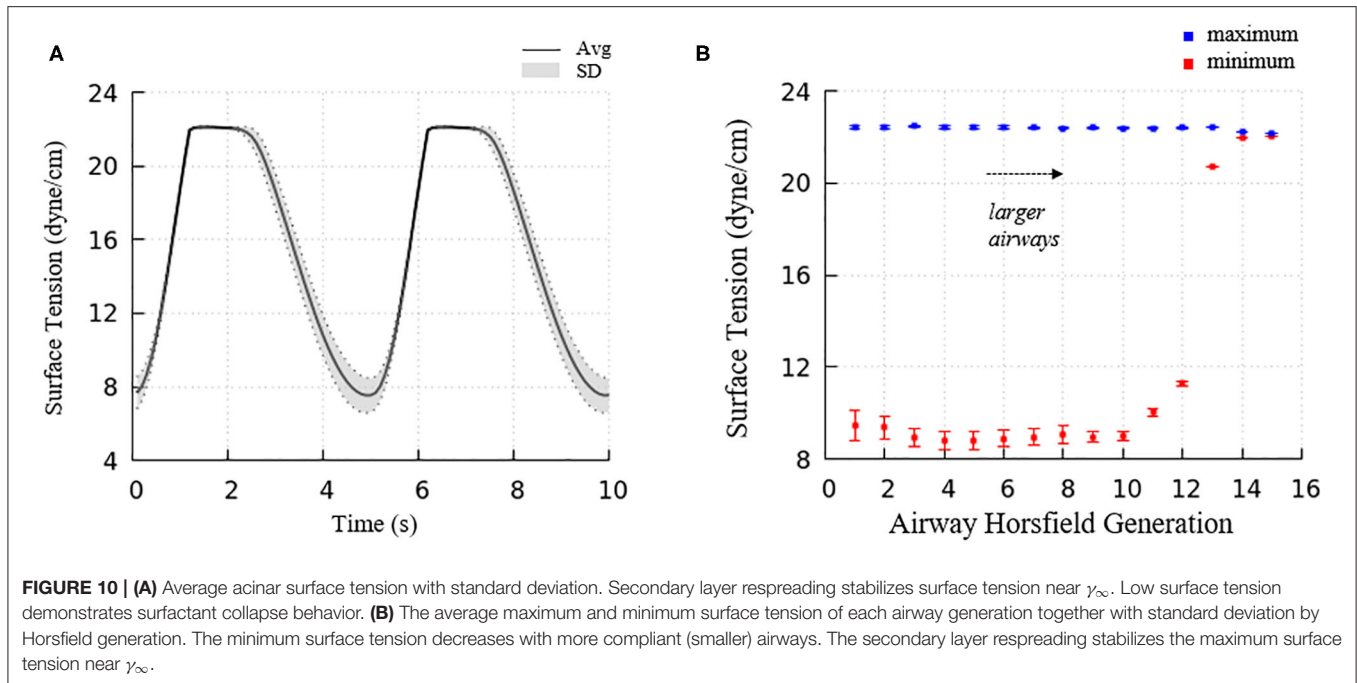 A
Avg
SD
24
20
16
12
8
4
0
2
4
6
8
10
Surface Tension (dyne/cm)
Time (s)
B
maximum
minimum
24
20
16
12
8
0
2
4
6
8
10
12
14
16
larger
airways
Surface Tension (dyne/cm)
Airway Horsfield Generation
FIGURE 10 | (A) Average acinar surface tension with standard deviation. Secondary layer respreading stabilizes surface tension near γ∞. Low surface tension
demonstrates surfactant collapse behavior. (B) The average maximum and minimum surface tension of each airway generation together with standard deviation by
Horsfield generation. The minimum surface tension decreases with more compliant (smaller) airways. The secondary layer respreading stabilizes the maximum surface
tension near γ∞.